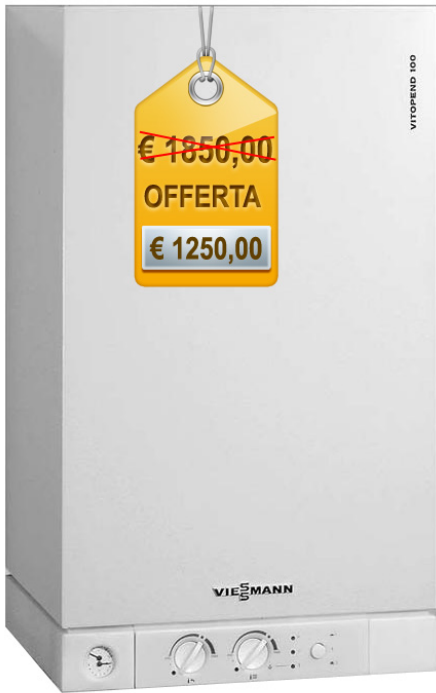 € 1850,00
OFFERTA
€ 1250,00
VITOPEND 100
VIESSMANN